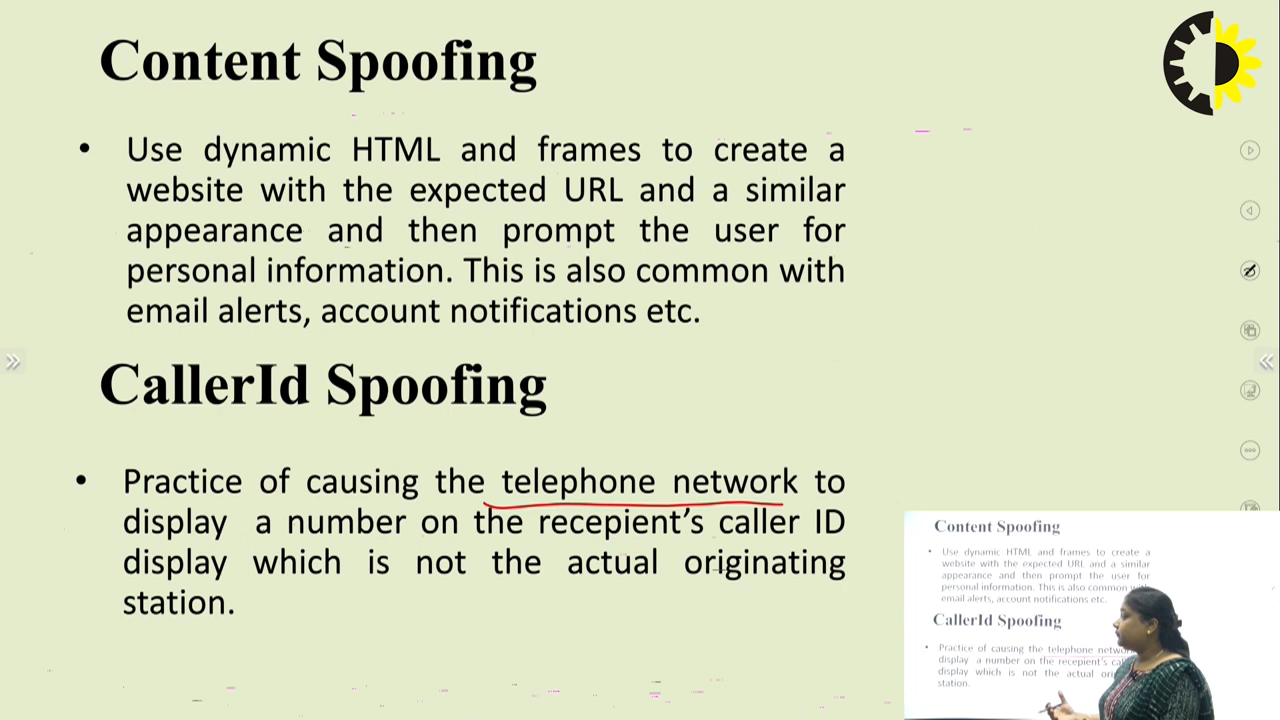 Content Spoofing
• Use dynamic HTML and frames to create a
website with the expected URL and a similar
appearance and then prompt the user for
personal information. This is also common with
email alerts, account notifications etc.
CallerId Spoofing
• Practice of causing the telephone network to
display a number on the recepient's caller ID
display which is not the actual originating
station.
Content Spoofing
• Use dynamic HTML and frames to create a
website with the expected URL and a similar
appearance and then prompt the user for
personal information. This is also common
email alerts, account notifications etc.
CallerId Spoofing
• Practice of causing the telephone
display a number on the recepient's
display which is not the actual
station.